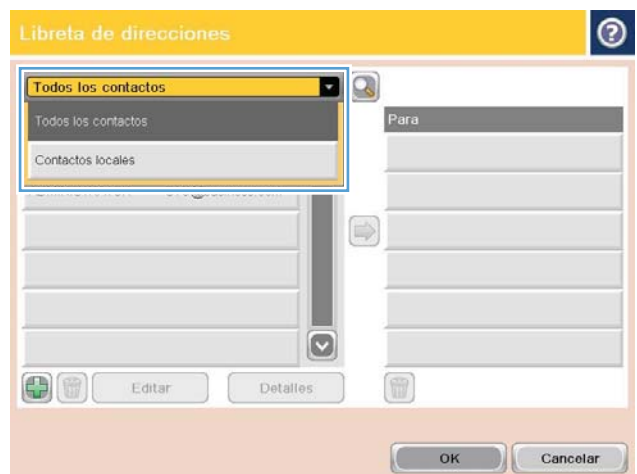 Libreta de direcciones
Todos los contactos
Todos los contactos
Contactos locales
Para
Editar
Detalles
OK
Cancelar